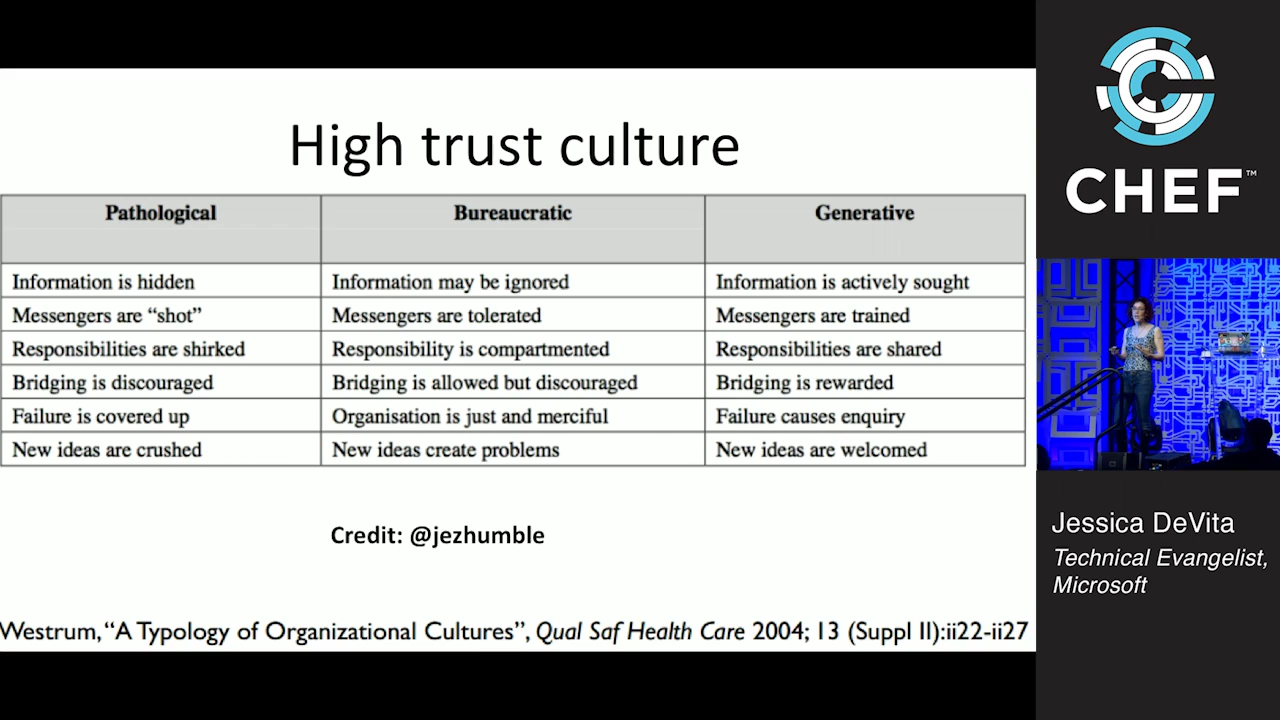 High trust culture
Pathological Bureaucratic Generative
Information is hidden Information may be ignored Information is actively sought
Messengers are “shot” Messengers are tolerated Messengers are trained
Responsibilities are shirked Responsibility is compartmented Responsibilities are shared
Bridging is discouraged Bridging is allowed but discouraged Bridging is rewarded
Failure is covered up Organisation is just and merciful Failure causes enquiry
New ideas are crushed New ideas create problems New ideas are welcomed
Credit: @jezhumble
Westrum, “A Typology of Organizational Cultures”, Qual Saf Health Care 2004; 13 (Suppl II):ii22-ii27
CHEF™
Jessica DeVita
Technical Evangelist,
Microsoft